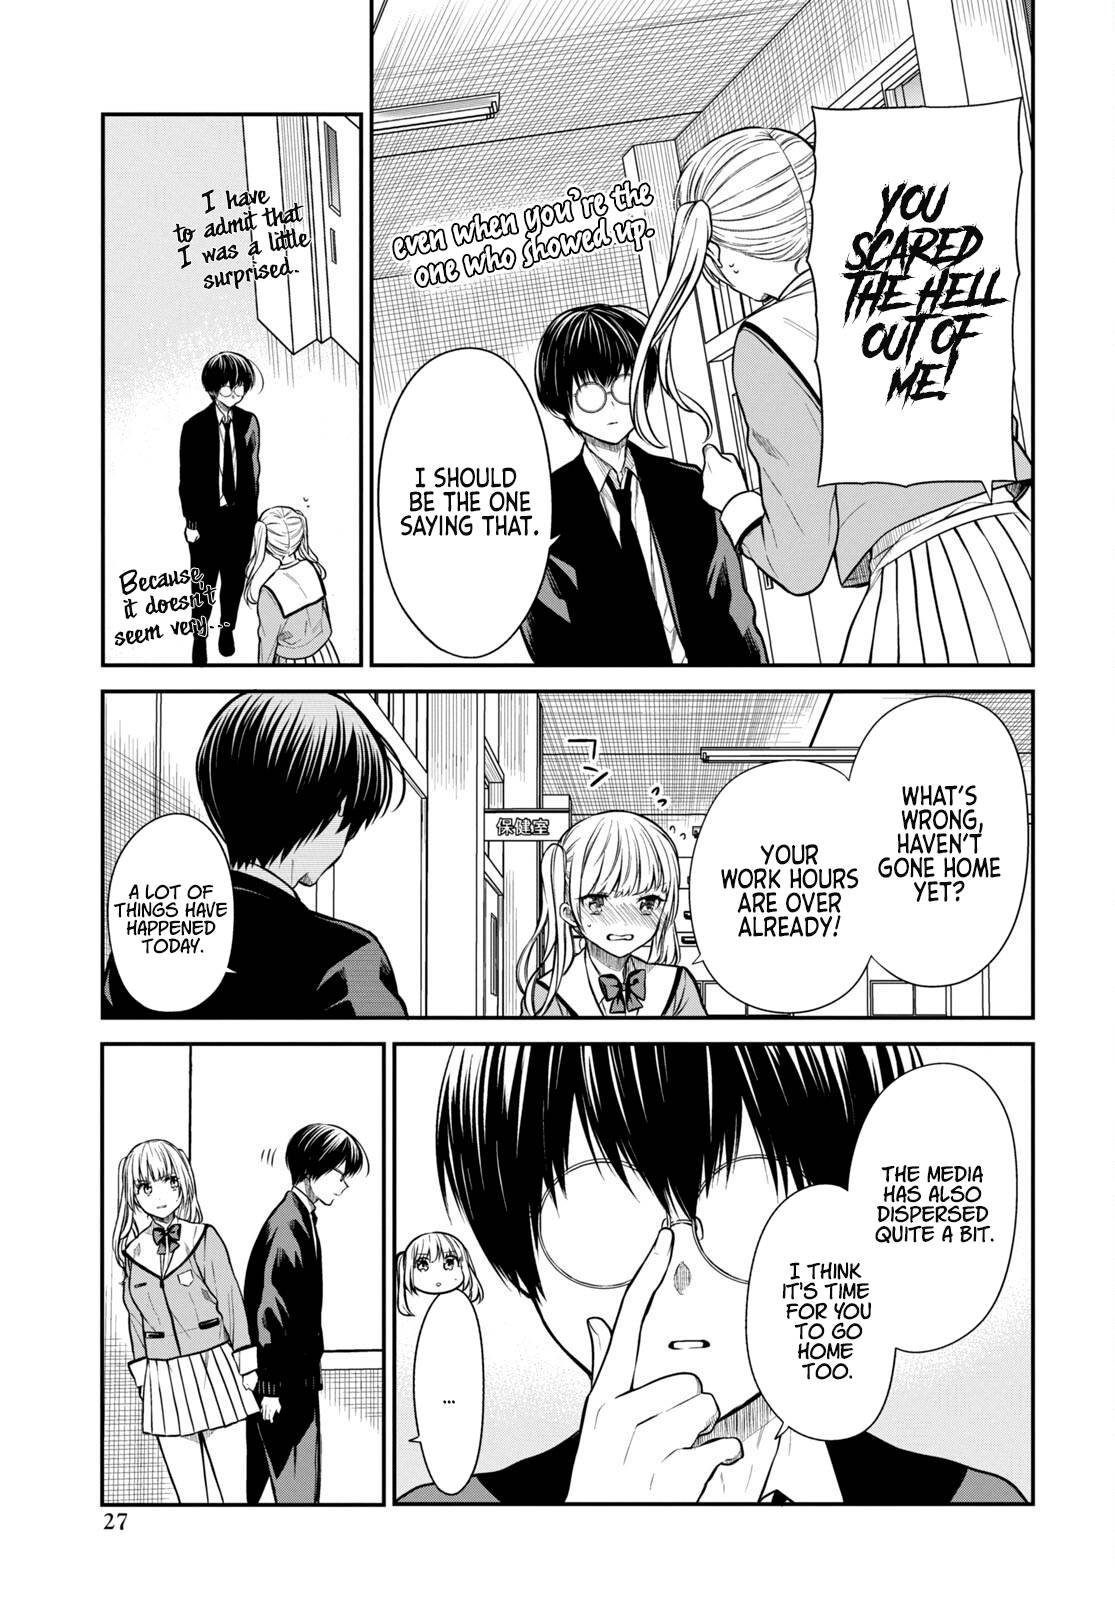 YOU
SCARED
THE HELL
OUT OF
ME!
even when you're the
one who showed up.
I SHOULD
BE THE ONE
SAYING THAT.
I have
to admit that
I was a little
surprised.
Because,
it doesn't
seem very...
WHAT'S
WRONG,
HAVEN'T
GONE HOME
YET?
YOUR
WORK HOURS
ARE OVER
ALREADY!
保健室
A LOT OF
THINGS HAVE
HAPPENED
TODAY.
THE MEDIA
HAS ALSO
DISPERSED
QUITE A BIT.
I THINK
IT'S TIME
FOR YOU
TO GO
HOME
TOO.
...
27